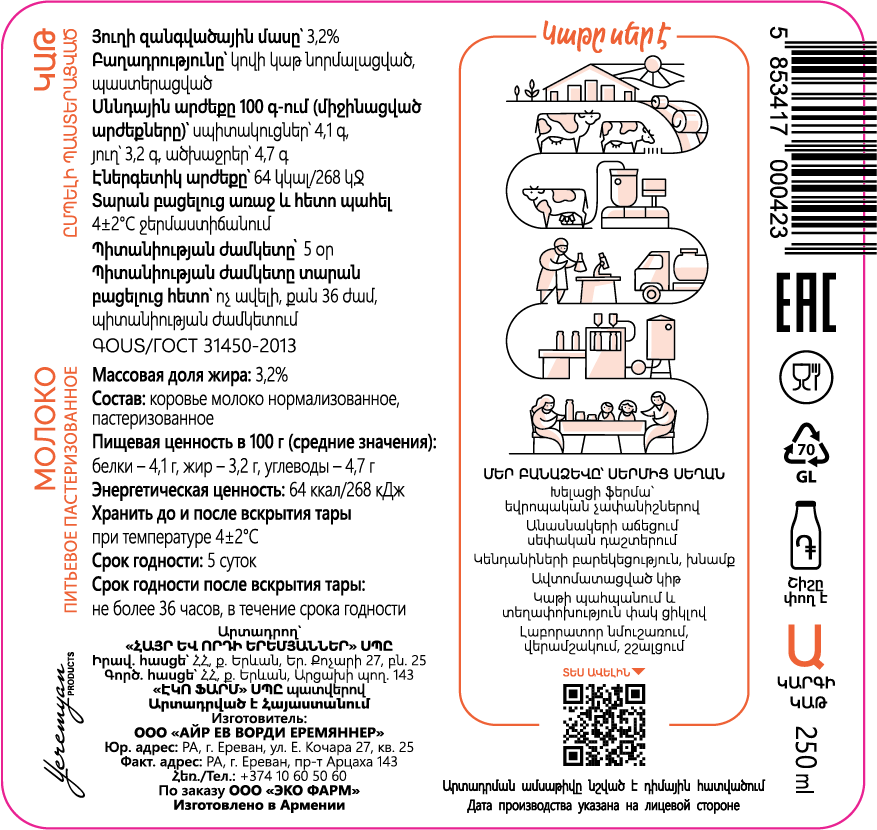 ԿԱԹ
ԸՄՊԵԼԻ ՊԱՍՏԵՐԱՑՎԱԾ
Յուղի զանգվածային մասը՝ 3,2%
Բաղադրությունը՝ կովի կաթ նորմալացված,
պաստերացված
Սննդային արժեքը 100 գ-ում (միջինացված
արժեքները)՝ սպիտակուցներ՝ 4,1 գ,
յուղ՝ 3,2 գ, ածխաջրեր՝ 4,7 գ
Էներգետիկ արժեքը՝ 64 կկալ/268 կՋ
Տարան բացելուց առաջ և հետո պահել
4±2°C ջերմաստիճանում
Պիտանիության ժամկետը՝ 5 օր
Պիտանիության ժամկետը տարան
բացելուց հետո՝ ոչ ավելի, քան 36 ժամ,
պիտանիության ժամկետում
ԳՕUS/ГОСТ 31450-2013
МОЛОКО
ПИТЬЕВОЕ ПАСТЕРИЗОВАННОЕ
Массовая доля жира: 3,2%
Состав: коровье молоко нормализованное,
пастеризованное
Пищевая ценность в 100 г (средние значения):
белки – 4,1 г, жир – 3,2 г, углеводы – 4,7 г
Энергетическая ценность: 64 ккал/268 кДж
Хранить до и после вскрытия тары
при температуре 4±2°C
Срок годности: 5 суток
Срок годности после вскрытия тары:
не более 36 часов, в течение срока годности
Yeremyan
PRODUCTS
Արտադրող՝
«ՀԱՅՐ ԵՎ ՈՐԴԻ ԵՐԵՄՅԱՆՆԵՐ» ՍՊԸ
Իրավ. հասցե՝ ՀՀ, ք. Երևան, Եր. Քոչարի 27, բն. 25
Գործ. հասցե՝ ՀՀ, ք. Երևան, Արցախի պող. 143
«ԷԿՈ ՖԱՐՄ» ՍՊԸ պատվերով
Արտադրված է Հայաստանում
Изготовитель:
ООО «АЙР ЕВ ВОРДИ ЕРЕМЯННЕР»
Юр. адрес: РА, г. Ереван, ул. Е. Кочара 27, кв. 25
Факт. адрес: РА, г. Ереван, пр-т Арцаха 143
Հեռ./Тел.: +374 10 60 50 60
По заказу ООО «ЭКО ФАРМ»
Изготовлено в Армении
Կաթը մեր է
ՄԵՐ ԲԱՆԱՁԵՎԸ՝ ՍԵՐՄԻՑ ՍԵՂԱՆ
Խելացի ֆերմա՝
եվրոպական չափանիշներով
Անասնակերի աճեցում
սեփական դաշտերում
Կենդանիների բարեկեցություն, խնամք
Ավտոմատացված կիթ
Կաթի պահպանում և
տեղափոխություն փակ ցիկլով
Լաբորատոր նմուշառում,
վերամշակում, շշալցում
ՏԵՍ ԱՎԵԼԻՆ
Արտադրման ամսաթիվը նշված է դիմային հատվածում
Дата производства указана на лицевой стороне
5 853417 000423
EAC
70
GL
֏
Շիշը
փող է
Ա
ԿԱՐԳԻ
ԿԱԹ
250 ml